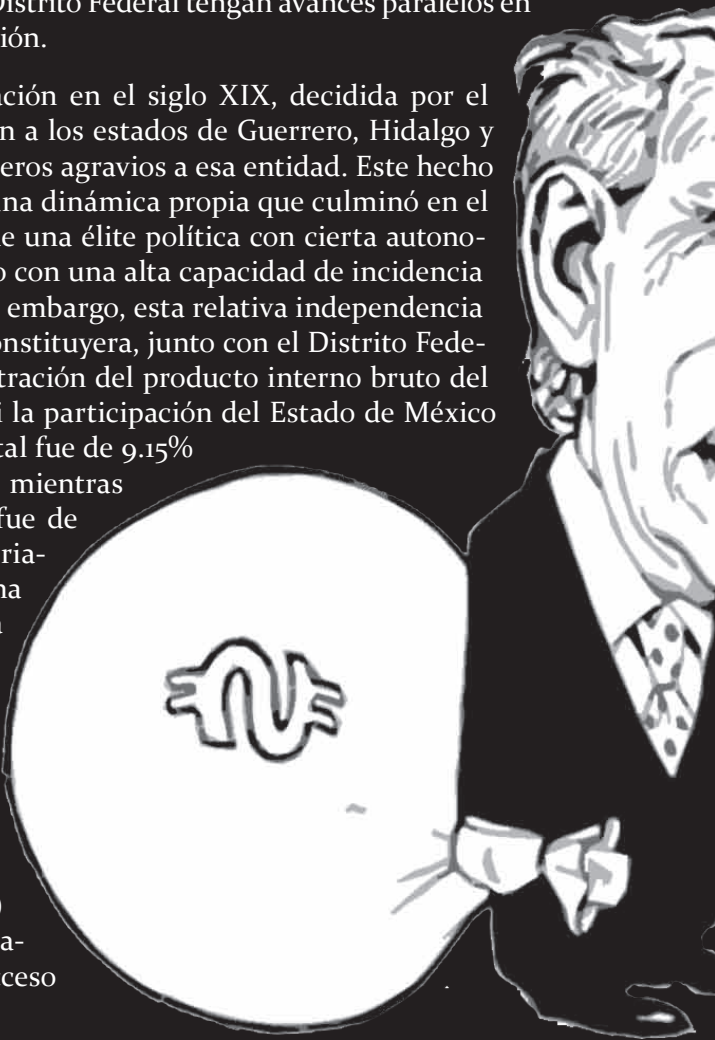 Distrito Federal tengan avances paralelos en
ción.
ción en el siglo XIX, decidida por el
n a los estados de Guerrero, Hidalgo y
eros agravios a esa entidad. Este hecho
una dinámica propia que culminó en el
e una élite política con cierta autono-
o con una alta capacidad de incidencia
embargo, esta relativa independencia
onstituyera, junto con el Distrito Fede-
tración del producto interno bruto del
i la participación del Estado de México
tal fue de 9.15%
mientras
fue de
ria-
na
a-
ceso